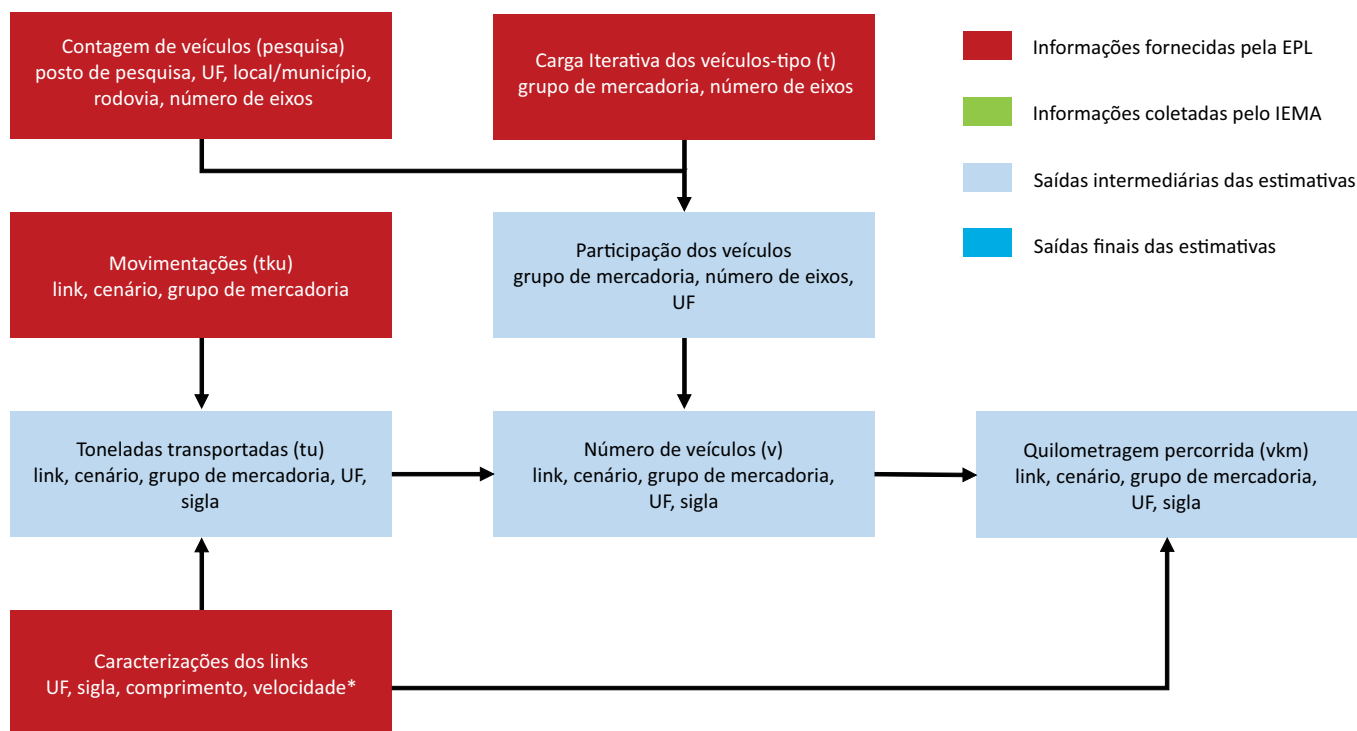 Contagem de veículos (pesquisa)
posto de pesquisa, UF, local/município,
rodovia, número de eixos
Carga Iterativa dos veículos-tipo (t)
grupo de mercadoria, número de eixos
Informações fornecidas pela EPL
Informações coletadas pelo IEMA
Saídas intermediárias das estimativas
Saídas finais das estimativas
Movimentações (tku)
link, cenário, grupo de mercadoria
Participação dos veículos
grupo de mercadoria, número de eixos,
UF
Toneladas transportadas (tu)
link, cenário, grupo de mercadoria, UF,
sigla
Número de veículos (v)
link, cenário, grupo de mercadoria,
UF, sigla
Quilometragem percorrida (vkm)
link, cenário, grupo de mercadoria,
UF, sigla
Caracterizações dos links
UF, sigla, comprimento, velocidade*